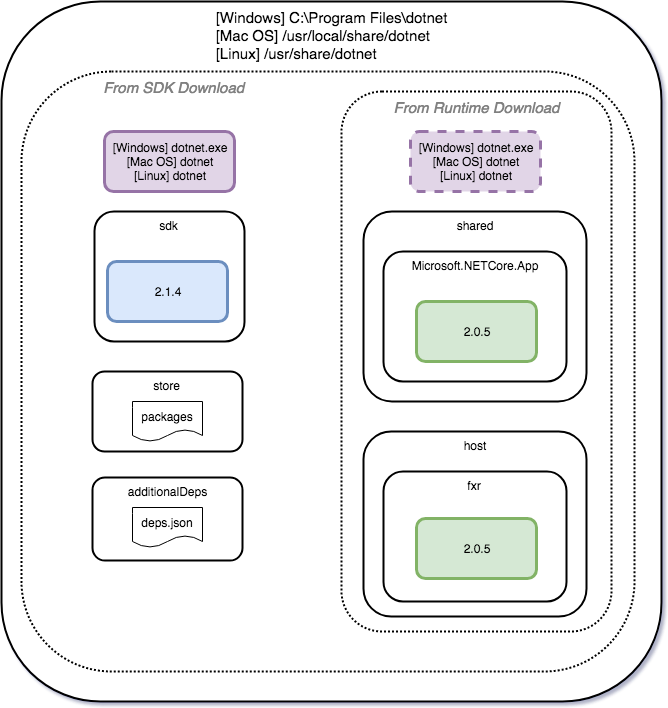 [Windows] C:\Program Files\dotnet
[Mac OS] /usr/local/share/dotnet
[Linux] /usr/share/dotnet
From SDK Download
[Windows] dotnet.exe
[Mac OS] dotnet
[Linux] dotnet
sdk
2.1.4
store
packages
additionalDeps
deps.json
From Runtime Download
[Windows] dotnet.exe
[Mac OS] dotnet
[Linux] dotnet
shared
Microsoft.NETCore.App
2.0.5
host
fxr
2.0.5